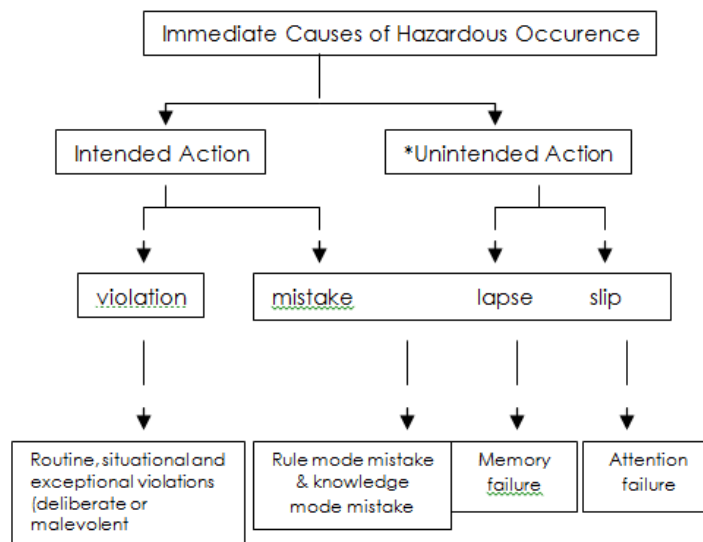 Immediate Causes of Hazardous Occurence
Intended Action
*Unintended Action
violation
mistake
lapse
slip
Routine, situational and
exceptional violations
(deliberate or
malevolent
Rule mode mistake
& knowledge
mode mistake
Memory
failure
Attention
failure